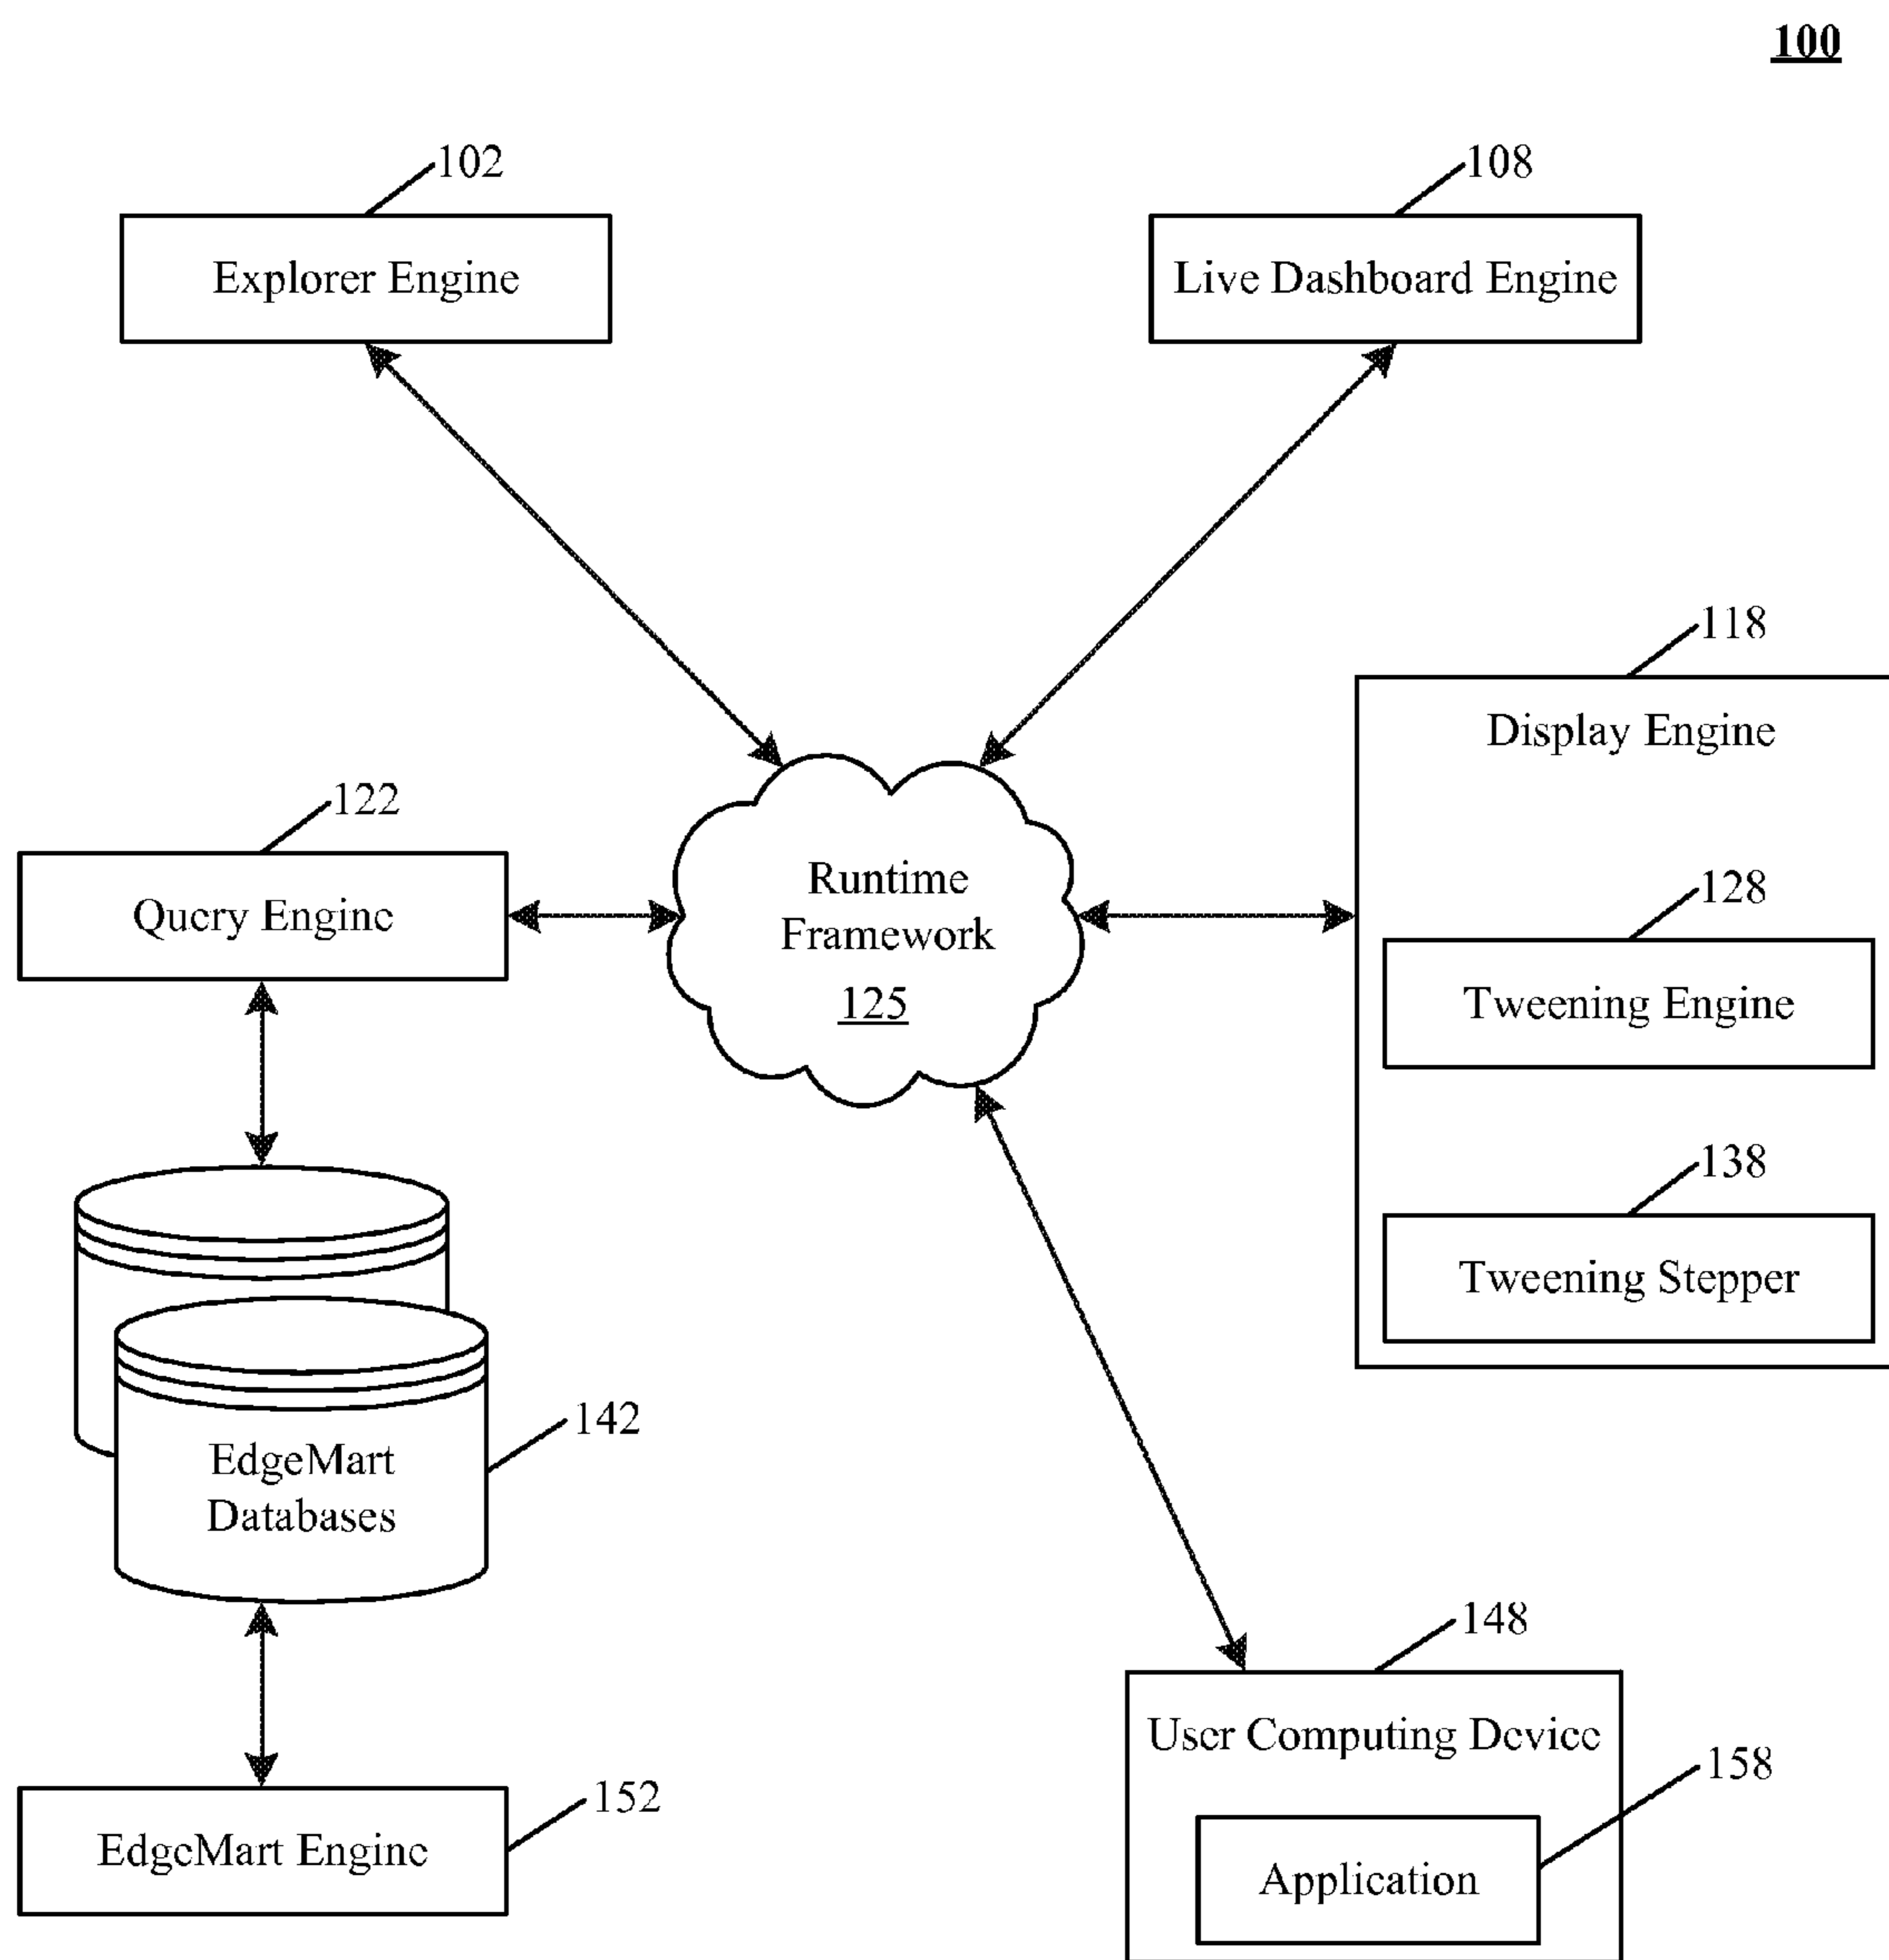 100
102
108
Explorer Engine
Live Dashboard Engine
118
Display Engine
122
Query Engine
Runtime
Framework
125
128
Tweening Engine
138
Tweening Stepper
142
EdgeMart
Databases
148
User Computing Device
152
EdgeMart Engine
158
Application